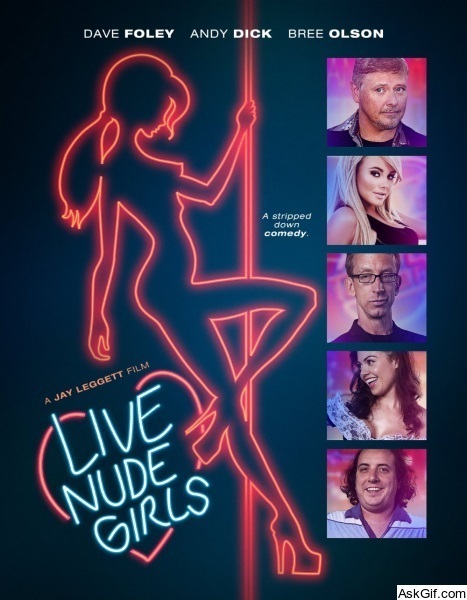 DAVE FOLEY ANDY DICK BREE OLSON
A stripped
down
comedy.
A JAY LEGGETT FILM
LIVE
NUDE
GIRLS
AskGif.com